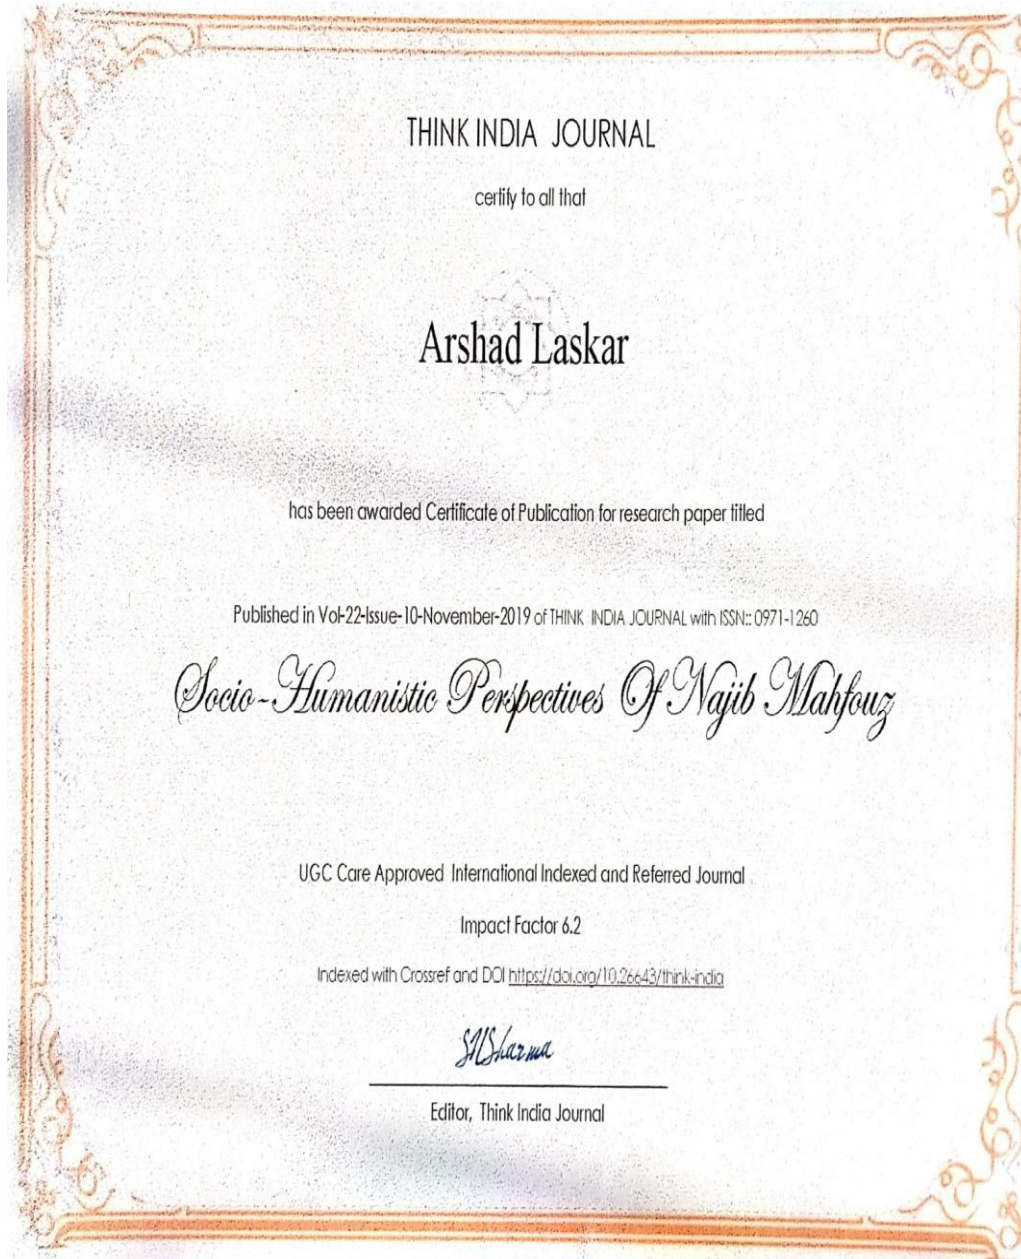 THINK INDIA JOURNAL
certify to all that
Arshad Laskar
has been awarded Certificate of Publication for research paper titled
Published in Vol-22-Issue-10-November-2019 of THINK INDIA JOURNAL with ISSN:: 0971-1260
Socio-Humanistic Perspectives Of Najib Mahfouz
UGC Care Approved International Indexed and Referred Journal
Impact Factor 6.2
Indexed with Crossref and DOI https://doi.org/10.26643/think-india
SNSharma
Editor, Think India Journal